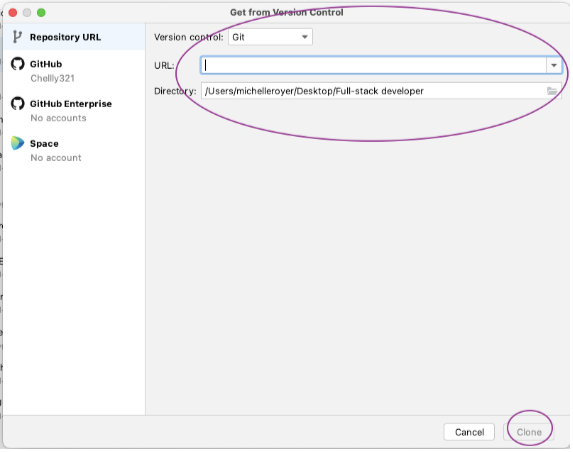 Get from Version Control
Repository URL
GitHub
Chellly321
GitHub Enterprise
No accounts
Space
No account
Version control: Git
URL:
Directory: /Users/michelleroyer/Desktop/Full-stack developer
Cancel
Clone